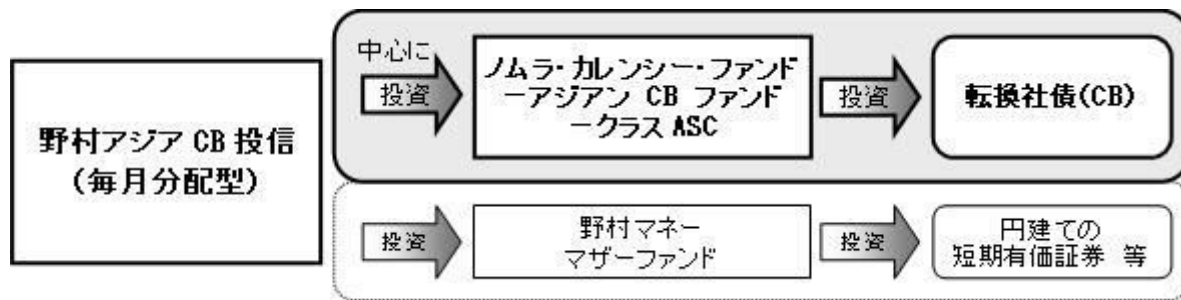 野村アジア CB 投信
(毎月分配型)
中心に
投資
ノムラ・カレンシー・ファンド
ーアジアン CB ファンド
ークラス ASC
投資
転換社債(CB)
投資
野村マネー
マザーファンド
投資
円建ての
短期有価証券 等